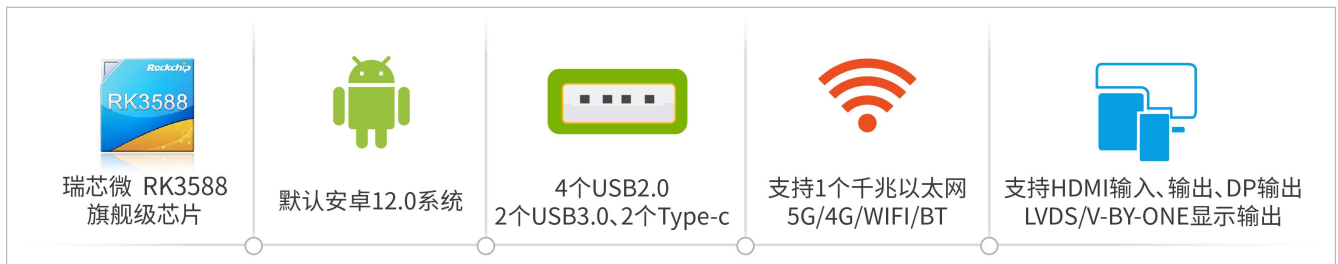 Rockchip
RK3588
瑞芯微 RK3588
旗舰级芯片
默认安卓12.0系统
4个USB2.0
2个USB3.0、2个Type-c
支持1个千兆以太网
5G/4G/WIFI/BT
支持HDMI输入、输出、DP输出
LVDS/V-BY-ONE显示输出